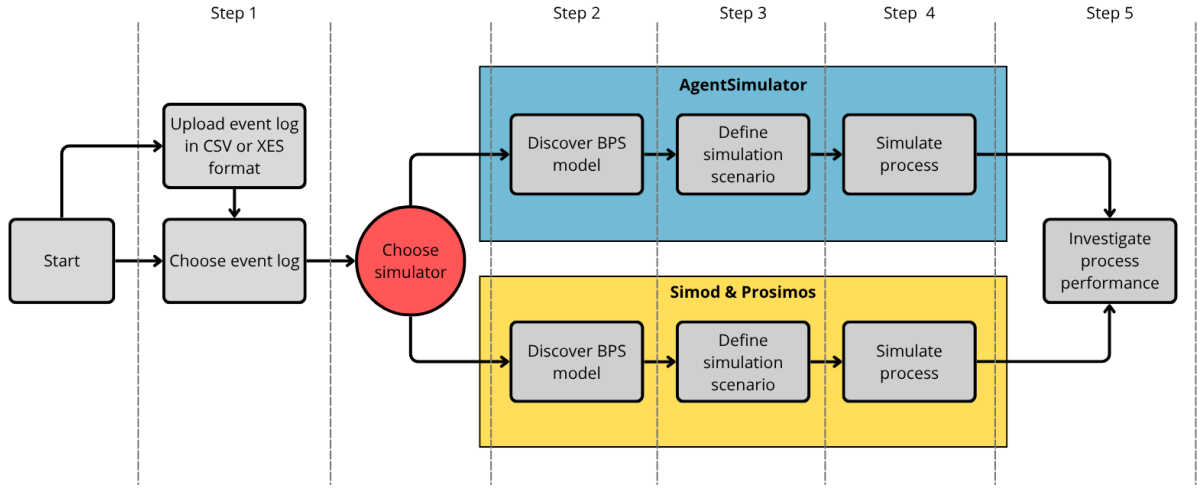 Step 1
Step 2
Step 3
Step 4
Step 5
Start
Upload event log
in CSV or XES
format
Choose event log
Choose
simulator
AgentSimulator
Discover BPS
model
Define
simulation
scenario
Simulate
process
Simod & Prosimos
Discover BPS
model
Define
simulation
scenario
Simulate
process
Investigate
process
performance